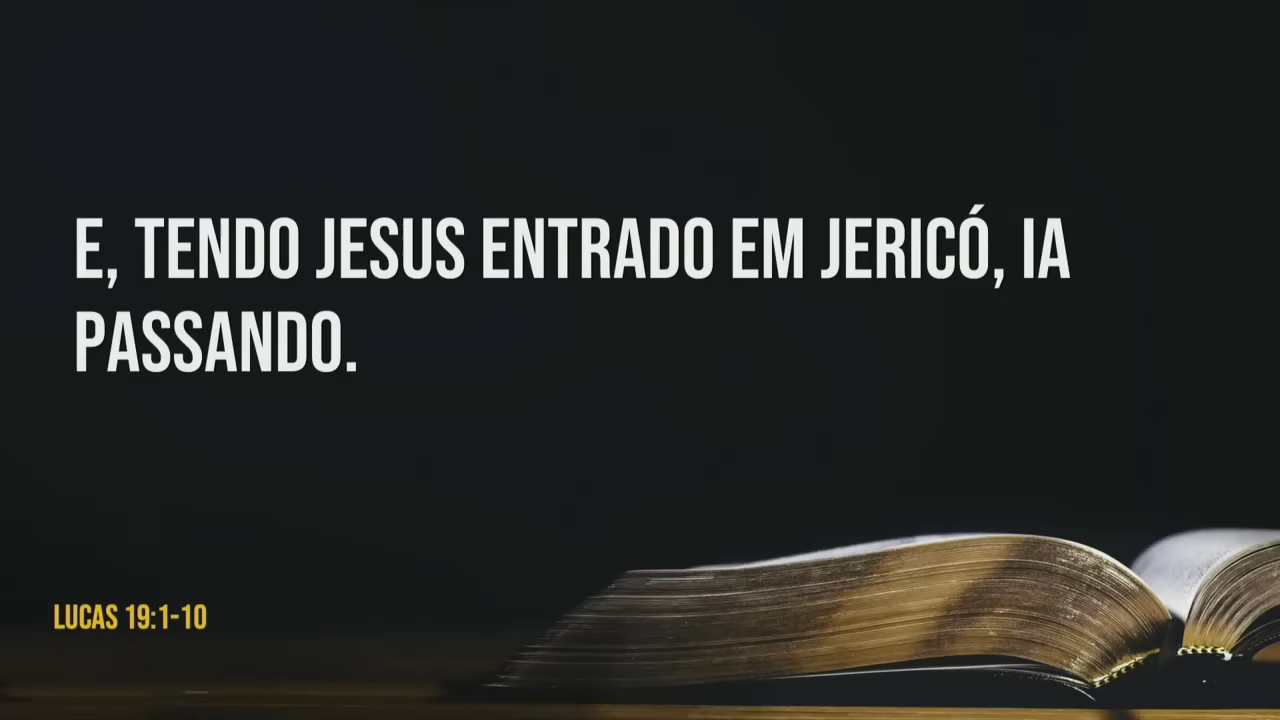 E, TENDO JESUS ENTRADO EM JERICÓ, IA
PASSANDO.
LUCAS 19:1-10